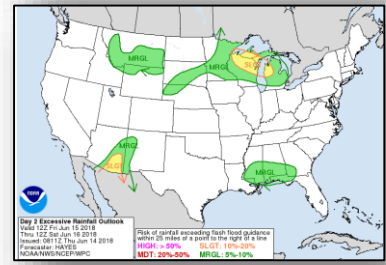 MRGL
MRGL
SLGT
MRGL
SLGT
MRGL
NOAA
Day 2 Excessive Rainfall Outlook
Valid 12Z Fri Jun 15 2018
Thru 12Z Sat Jun 16 2018
Issued: 0811Z Thu Jun 14 2018
Forecaster: HAYES
NOAA/NWS/NCEP/WPC
Risk of rainfall exceeding flash flood guidance
within 25 miles of a point to the right of a line
HIGH: > 50% SLGT: 10%-20%
MDT: 20%-50% MRGL: 5%-10%